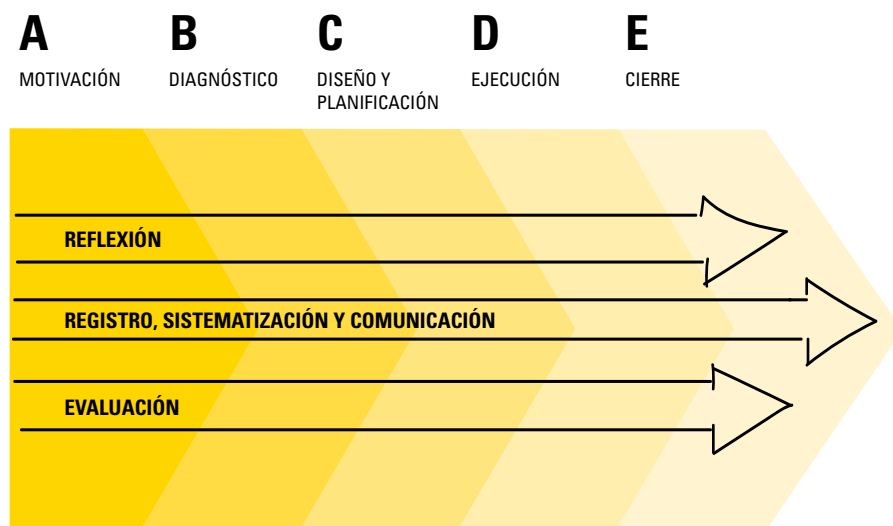 A
B
C
D
E
MOTIVACIÓN
DIAGNÓSTICO
DISEÑO Y
PLANIFICACIÓN
EJECUCIÓN
CIERRE
REFLEXIÓN
REGISTRO, SISTEMATIZACIÓN Y COMUNICACIÓN
EVALUACIÓN